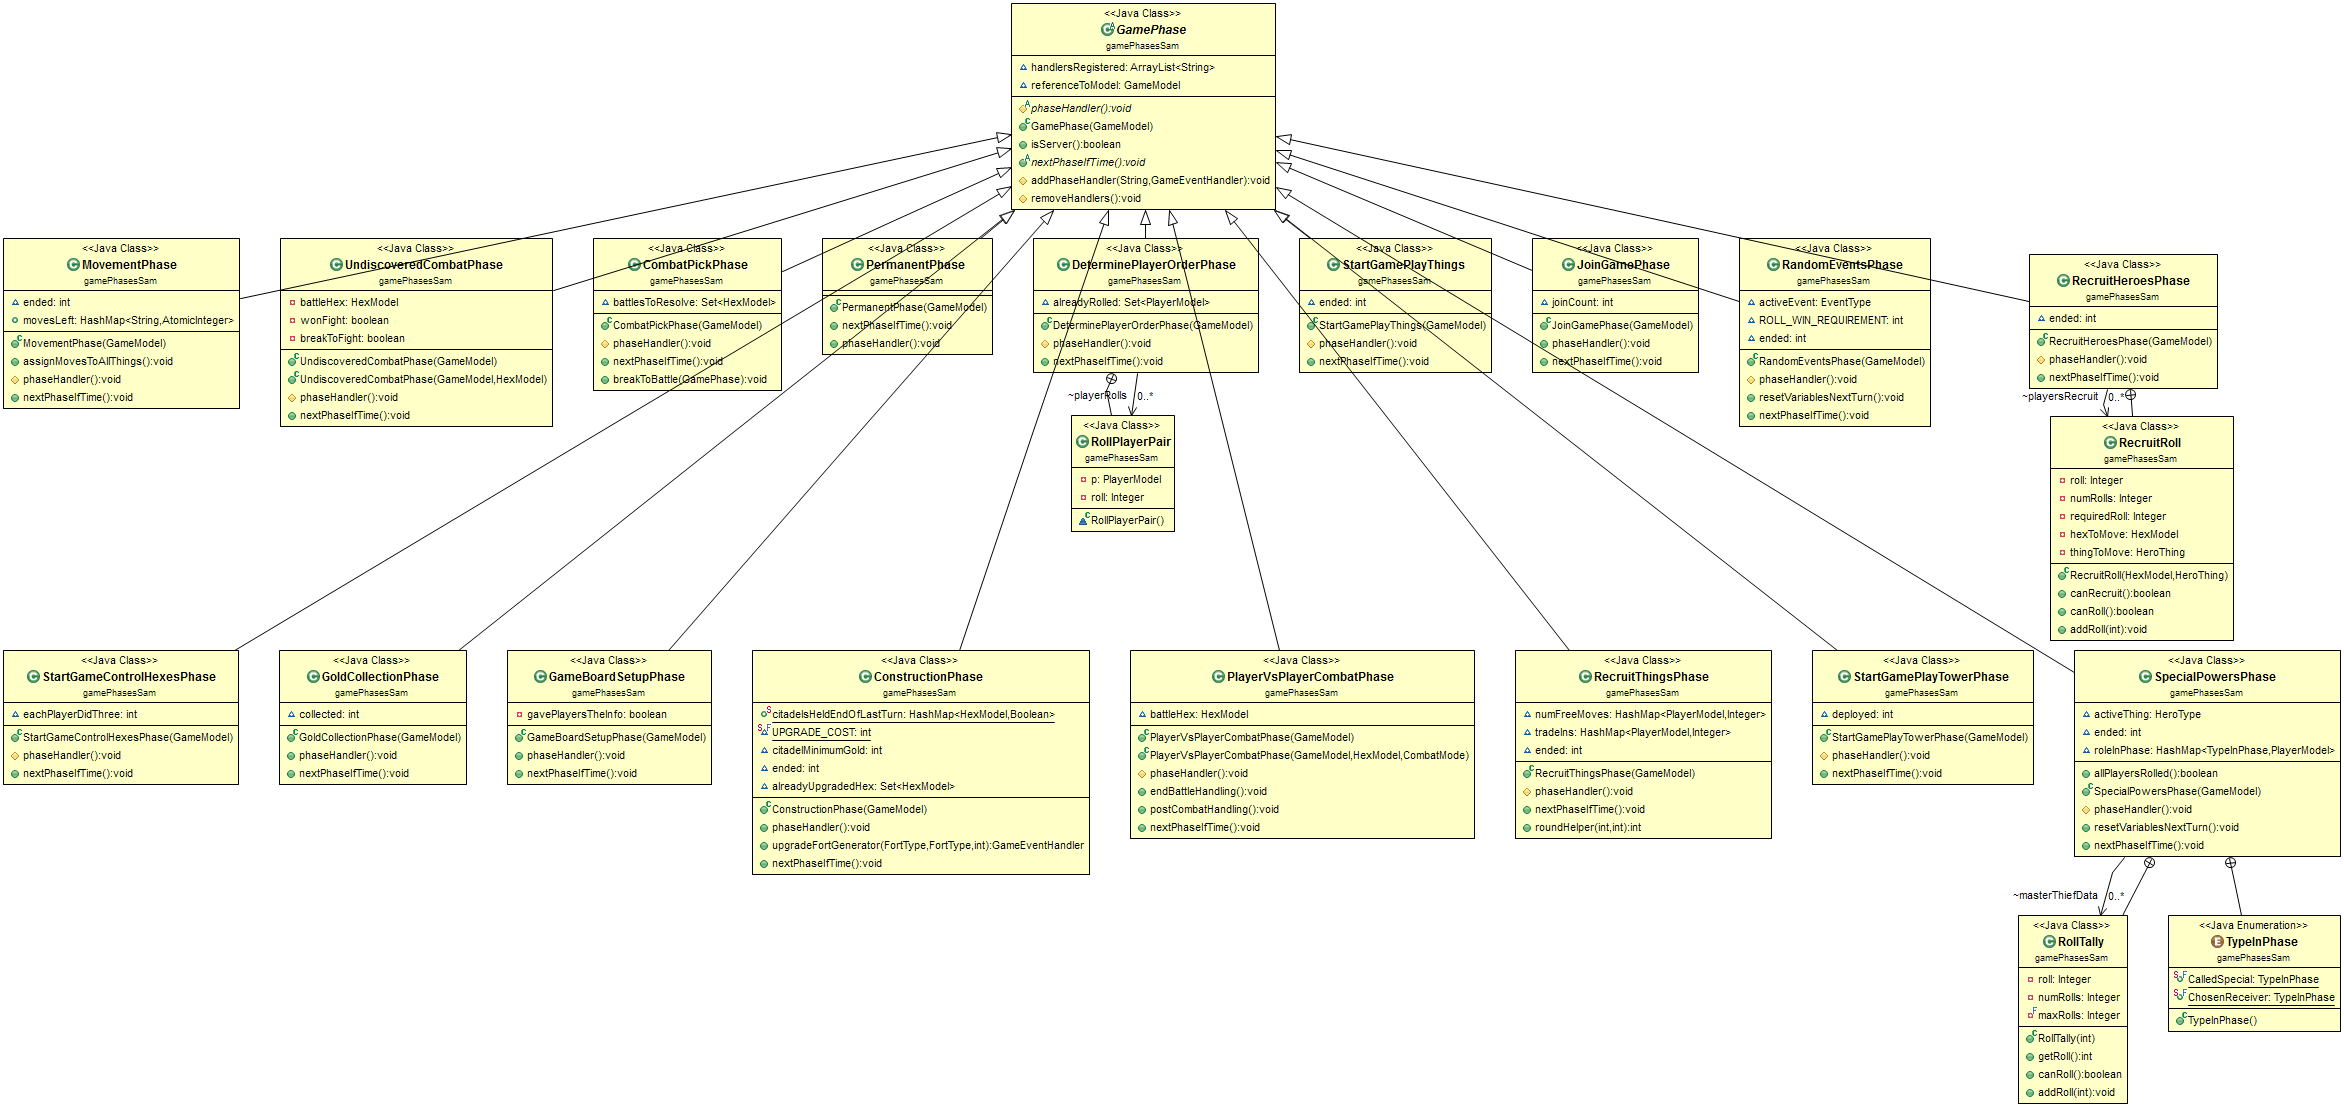 <<Java Class>>
GamePhase
gamePhasesSam
handlersRegistered: ArrayList<String>
referenceToModel: GameModel
phaseHandler():void
GamePhase(GameModel)
isServer():boolean
nextPhaseIfTime():void
addPhaseHandler(String,GameEventHandler):void
removeHandlers():void
<<Java Class>>
MovementPhase
gamePhasesSam
ended: int
movesLeft: HashMap<String,AtomicInteger>
MovementPhase(GameModel)
assignMovesToAllThings():void
phaseHandler():void
nextPhaseIfTime():void
<<Java Class>>
UndiscoveredCombatPhase
gamePhasesSam
battleHex: HexModel
wonFight: boolean
breakToFight: boolean
UndiscoveredCombatPhase(GameModel)
UndiscoveredCombatPhase(GameModel,HexModel)
phaseHandler():void
nextPhaseIfTime():void
<<Java Class>>
CombatPickPhase
gamePhasesSam
battlesToResolve: Set<HexModel>
CombatPickPhase(GameModel)
phaseHandler():void
nextPhaseIfTime():void
breakToBattle(GamePhase):void
<<Java Class>>
PermanentPhase
gamePhasesSam
PermanentPhase(GameModel)
nextPhaseIfTime():void
phaseHandler():void
<<Java Class>>
DeterminePlayerOrderPhase
gamePhasesSam
alreadyRolled: Set<PlayerModel>
DeterminePlayerOrderPhase(GameModel)
phaseHandler():void
nextPhaseIfTime():void
<<Java Class>>
StartGamePlayThings
gamePhasesSam
ended: int
StartGamePlayThings(GameModel)
phaseHandler():void
nextPhaseIfTime():void
<<Java Class>>
JoinGamePhase
gamePhasesSam
joinCount: int
JoinGamePhase(GameModel)
phaseHandler():void
nextPhaseIfTime():void
<<Java Class>>
RandomEventsPhase
gamePhasesSam
activeEvent: EventType
ROLL_WIN_REQUIREMENT: int
ended: int
RandomEventsPhase(GameModel)
phaseHandler():void
resetVariablesNextTurn():void
nextPhaseIfTime():void
<<Java Class>>
RecruitHeroesPhase
gamePhasesSam
ended: int
RecruitHeroesPhase(GameModel)
phaseHandler():void
nextPhaseIfTime():void
~playerRolls
0..*
<<Java Class>>
RollPlayerPair
gamePhasesSam
p: PlayerModel
roll: Integer
RollPlayerPair()
~playersRecruit
0..*
<<Java Class>>
RecruitRoll
gamePhasesSam
roll: Integer
numRolls: Integer
requiredRoll: Integer
hexToMove: HexModel
thingToMove: HeroThing
RecruitRoll(HexModel,HeroThing)
canRecruit():boolean
canRoll():boolean
addRoll(int):void
<<Java Class>>
StartGameControlHexesPhase
gamePhasesSam
eachPlayerDidThree: int
StartGameControlHexesPhase(GameModel)
phaseHandler():void
nextPhaseIfTime():void
<<Java Class>>
GoldCollectionPhase
gamePhasesSam
collected: int
GoldCollectionPhase(GameModel)
phaseHandler():void
nextPhaseIfTime():void
<<Java Class>>
GameBoardSetupPhase
gamePhasesSam
gavePlayersTheInfo: boolean
GameBoardSetupPhase(GameModel)
phaseHandler():void
nextPhaseIfTime():void
<<Java Class>>
ConstructionPhase
gamePhasesSam
citadelsHeldEndOfLastTurn: HashMap<HexModel,Boolean>
UPGRADE_COST: int
citadelMinimumGold: int
ended: int
alreadyUpgradedHex: Set<HexModel>
ConstructionPhase(GameModel)
phaseHandler():void
upgradeFortGenerator(FortType,FortType,int):GameEventHandler
nextPhaseIfTime():void
<<Java Class>>
PlayerVsPlayerCombatPhase
gamePhasesSam
battleHex: HexModel
PlayerVsPlayerCombatPhase(GameModel)
PlayerVsPlayerCombatPhase(GameModel,HexModel,CombatMode)
phaseHandler():void
endBattleHandling():void
postCombatHandling():void
nextPhaseIfTime():void
<<Java Class>>
RecruitThingsPhase
gamePhasesSam
numFreeMoves: HashMap<PlayerModel,Integer>
tradeIns: HashMap<PlayerModel,Integer>
ended: int
RecruitThingsPhase(GameModel)
phaseHandler():void
nextPhaseIfTime():void
roundHelper(int,int):int
<<Java Class>>
StartGamePlayTowerPhase
gamePhasesSam
deployed: int
StartGamePlayTowerPhase(GameModel)
phaseHandler():void
nextPhaseIfTime():void
<<Java Class>>
SpecialPowersPhase
gamePhasesSam
activeThing: HeroType
ended: int
roleInPhase: HashMap<TypeInPhase,PlayerModel>
allPlayersRolled():boolean
SpecialPowersPhase(GameModel)
phaseHandler():void
resetVariablesNextTurn():void
nextPhaseIfTime():void
~masterThiefData
0..*
<<Java Class>>
RollTally
gamePhasesSam
roll: Integer
numRolls: Integer
maxRolls: Integer
RollTally(int)
getRoll():int
canRoll():boolean
addRoll(int):void
<<Java Enumeration>>
TypeInPhase
gamePhasesSam
CalledSpecial: TypeInPhase
ChosenReceiver: TypeInPhase
TypeInPhase()